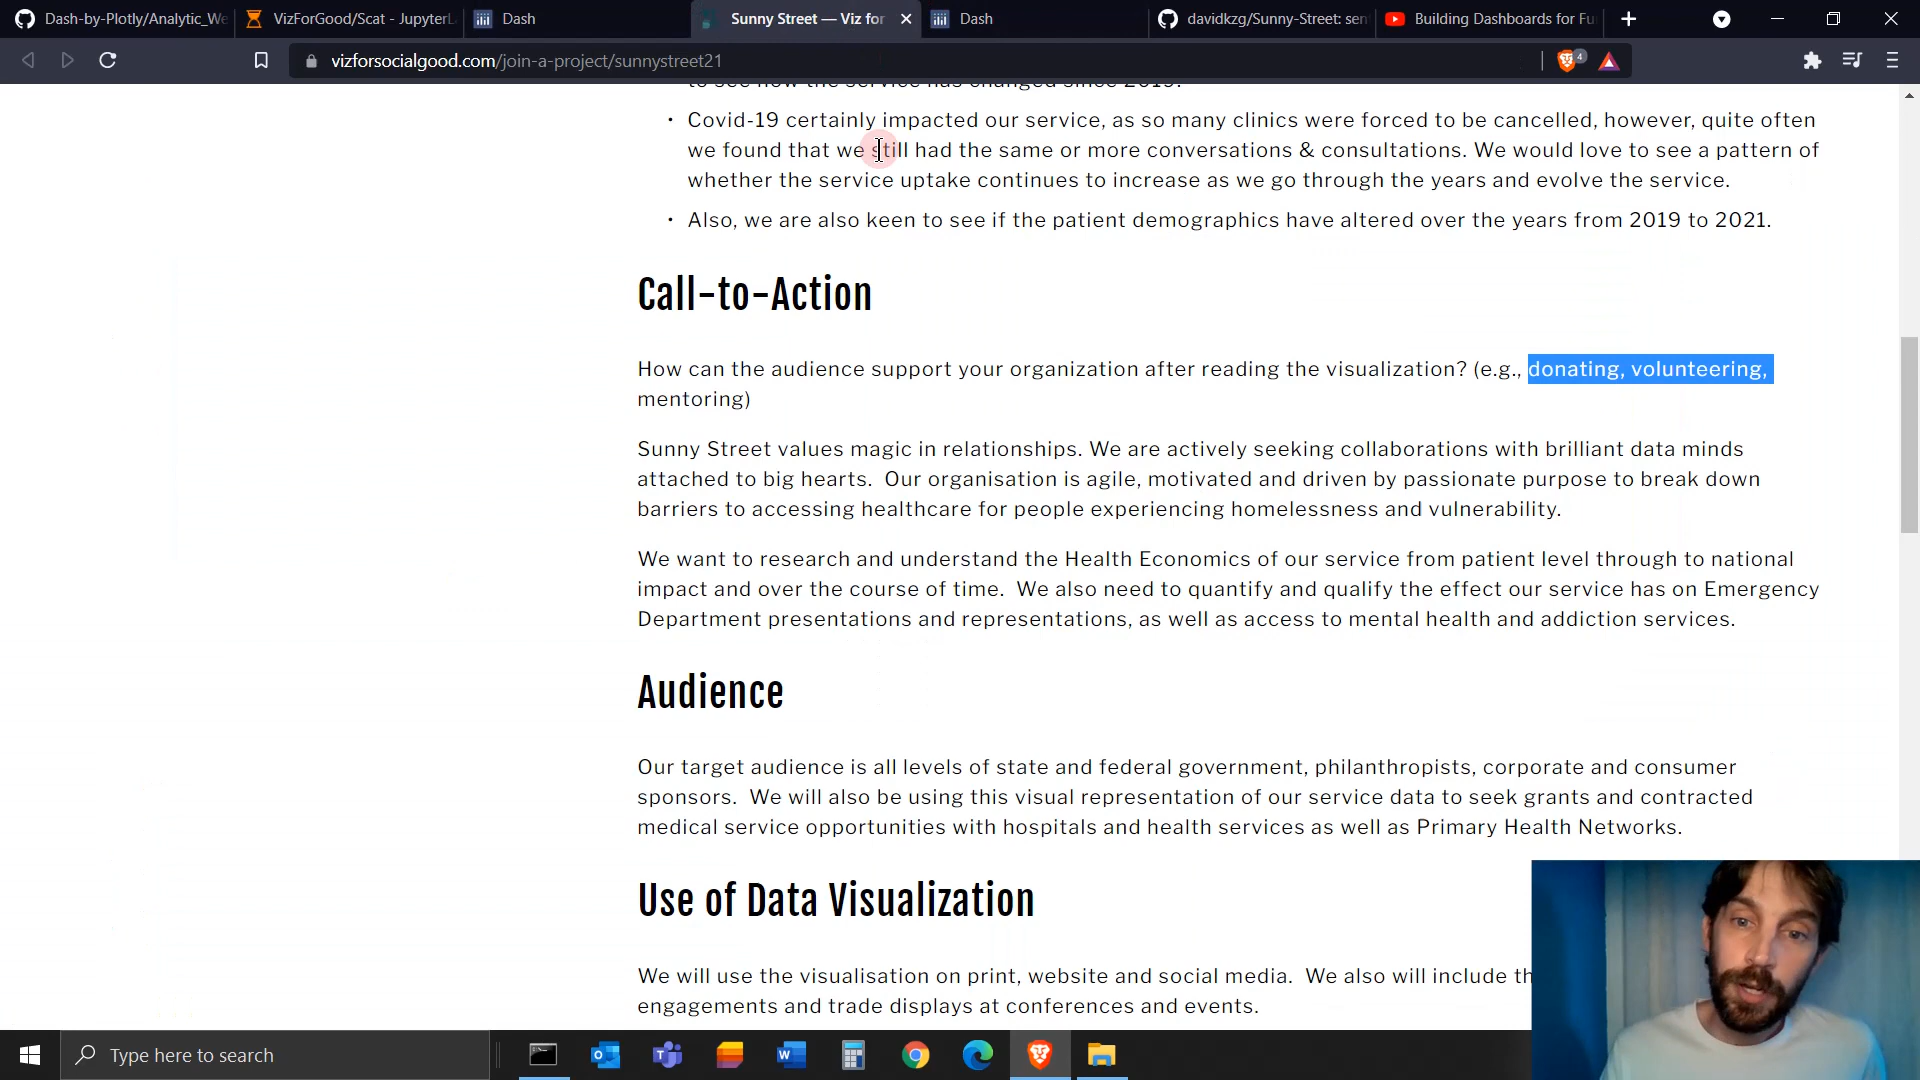 Dash-by-Plotly/Analytic_We
VizForGood/Scat - JupyterL
Dash
Sunny Street — Viz for
Dash
davidkzg/Sunny-Street: sen
Building Dashboards for Fu
vizforsocialgood.com/join-a-project/sunnystreet21
4
to see how the service has changed since 2019.
• Covid-19 certainly impacted our service, as so many clinics were forced to be cancelled, however, quite often
we found that we still had the same or more conversations & consultations. We would love to see a pattern of
whether the service uptake continues to increase as we go through the years and evolve the service.
• Also, we are also keen to see if the patient demographics have altered over the years from 2019 to 2021.
Call-to-Action
How can the audience support your organization after reading the visualization? (e.g., donating, volunteering,
mentoring)
Sunny Street values magic in relationships. We are actively seeking collaborations with brilliant data minds
attached to big hearts. Our organisation is agile, motivated and driven by passionate purpose to break down
barriers to accessing healthcare for people experiencing homelessness and vulnerability.
We want to research and understand the Health Economics of our service from patient level through to national
impact and over the course of time. We also need to quantify and qualify the effect our service has on Emergency
Department presentations and representations, as well as access to mental health and addiction services.
Audience
Our target audience is all levels of state and federal government, philanthropists, corporate and consumer
sponsors. We will also be using this visual representation of our service data to seek grants and contracted
medical service opportunities with hospitals and health services as well as Primary Health Networks.
Use of Data Visualization
We will use the visualisation on print, website and social media. We also will include th
engagements and trade displays at conferences and events.
Type here to search